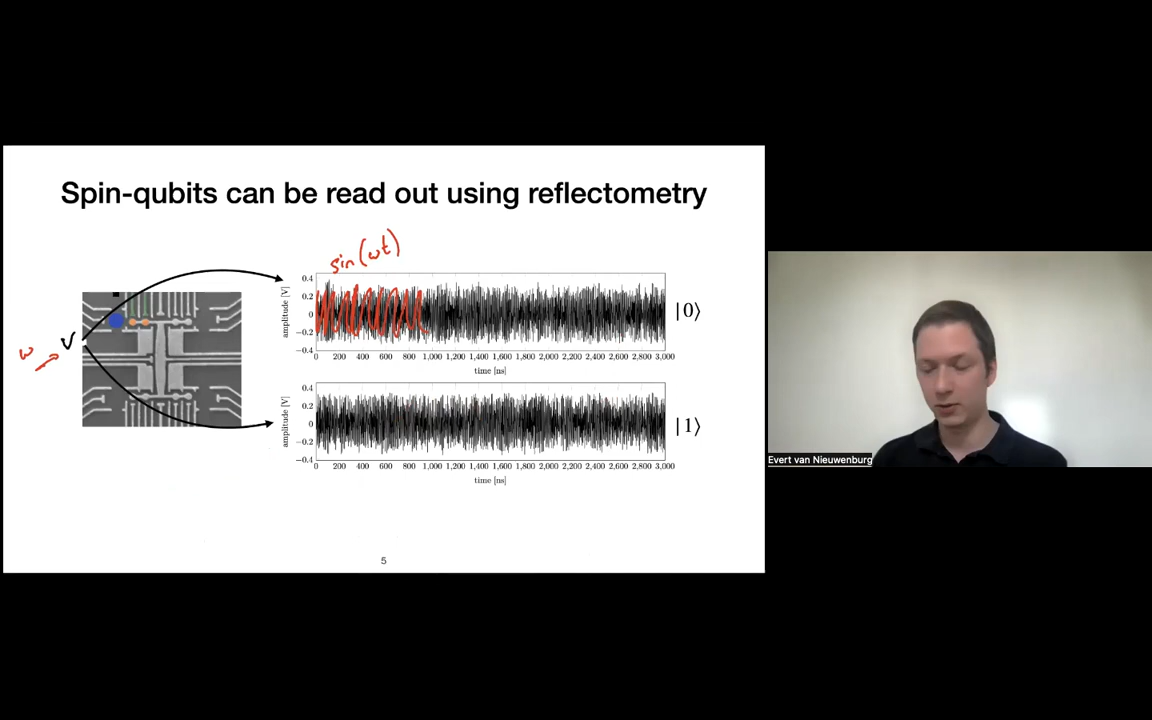 Spin-qubits can be read out using reflectometry
sin(ωt)
ω
V
amplitude [V]
0.4
0.2
0
−0.2
−0.4
0 200 400 600 800 1,000 1,200 1,400 1,600 1,800 2,000 2,200 2,400 2,600 2,800 3,000
time [ns]
|0⟩
amplitude [V]
0.4
0.2
0
−0.2
−0.4
0 200 400 600 800 1,000 1,200 1,400 1,600 1,800 2,000 2,200 2,400 2,600 2,800 3,000
time [ns]
|1⟩
5
Evert van Nieuwenburg